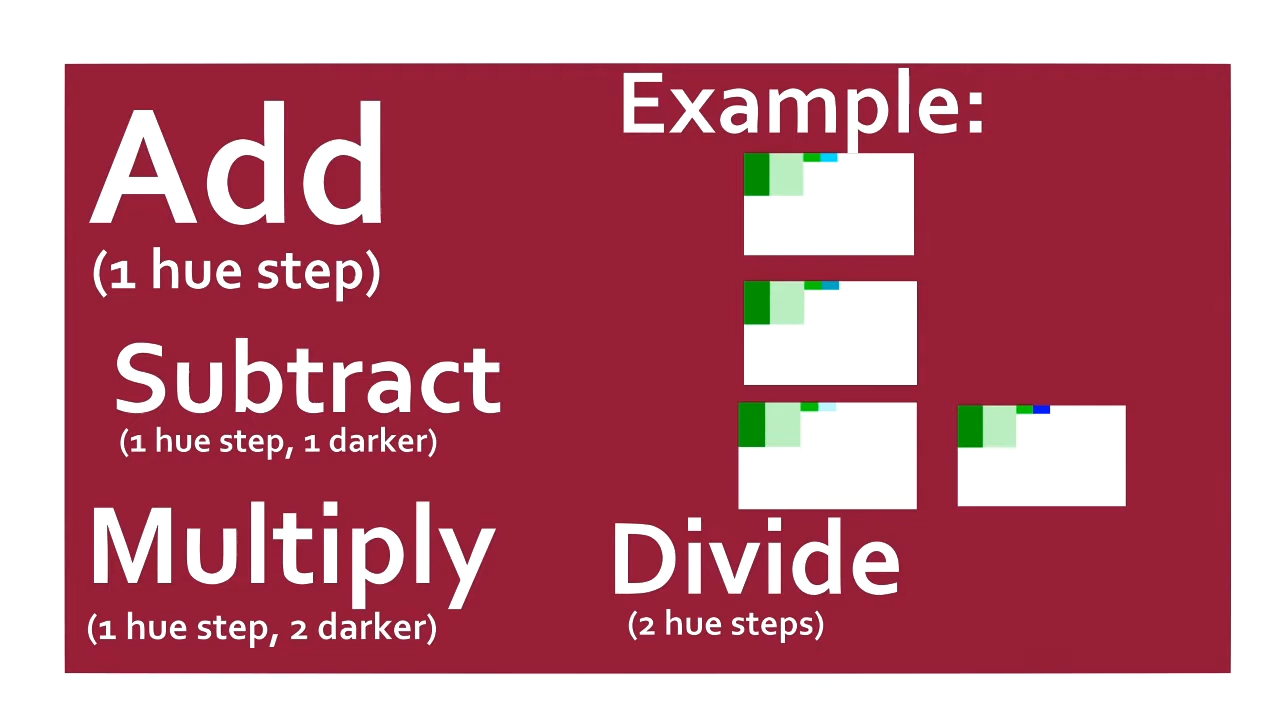 Add
(1 hue step)
Subtract
(1 hue step, 1 darker)
Multiply
(1 hue step, 2 darker)
Example:
Divide
(2 hue steps)